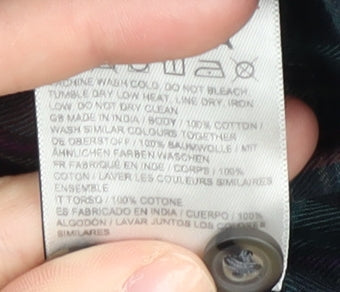 MACHINE WASH COLD, DO NOT BLEACH,
TUMBLE DRY LOW HEAT, LINE DRY, IRON
LOW, DO NOT DRY CLEAN
GB MADE IN INDIA / BODY / 100% COTTON /
WASH SIMILAR COLOURS TOGETHER
DE OBERSTOFF / 100% BAUMWOLLE / MIT
ÄHNLICHEN FARBEN WASCHEN
FR FABRIQUE EN INDE / CORPS / 100%
COTON / LAVER LES COULEURS SIMILAIRES
ENSEMBLE
IT TORSO / 100% COTONE
ES FABRICADO EN INDIA / CUERPO / 100%
ALGODÓN / LAVAR JUNTOS LOS COLORES
SIMILARES